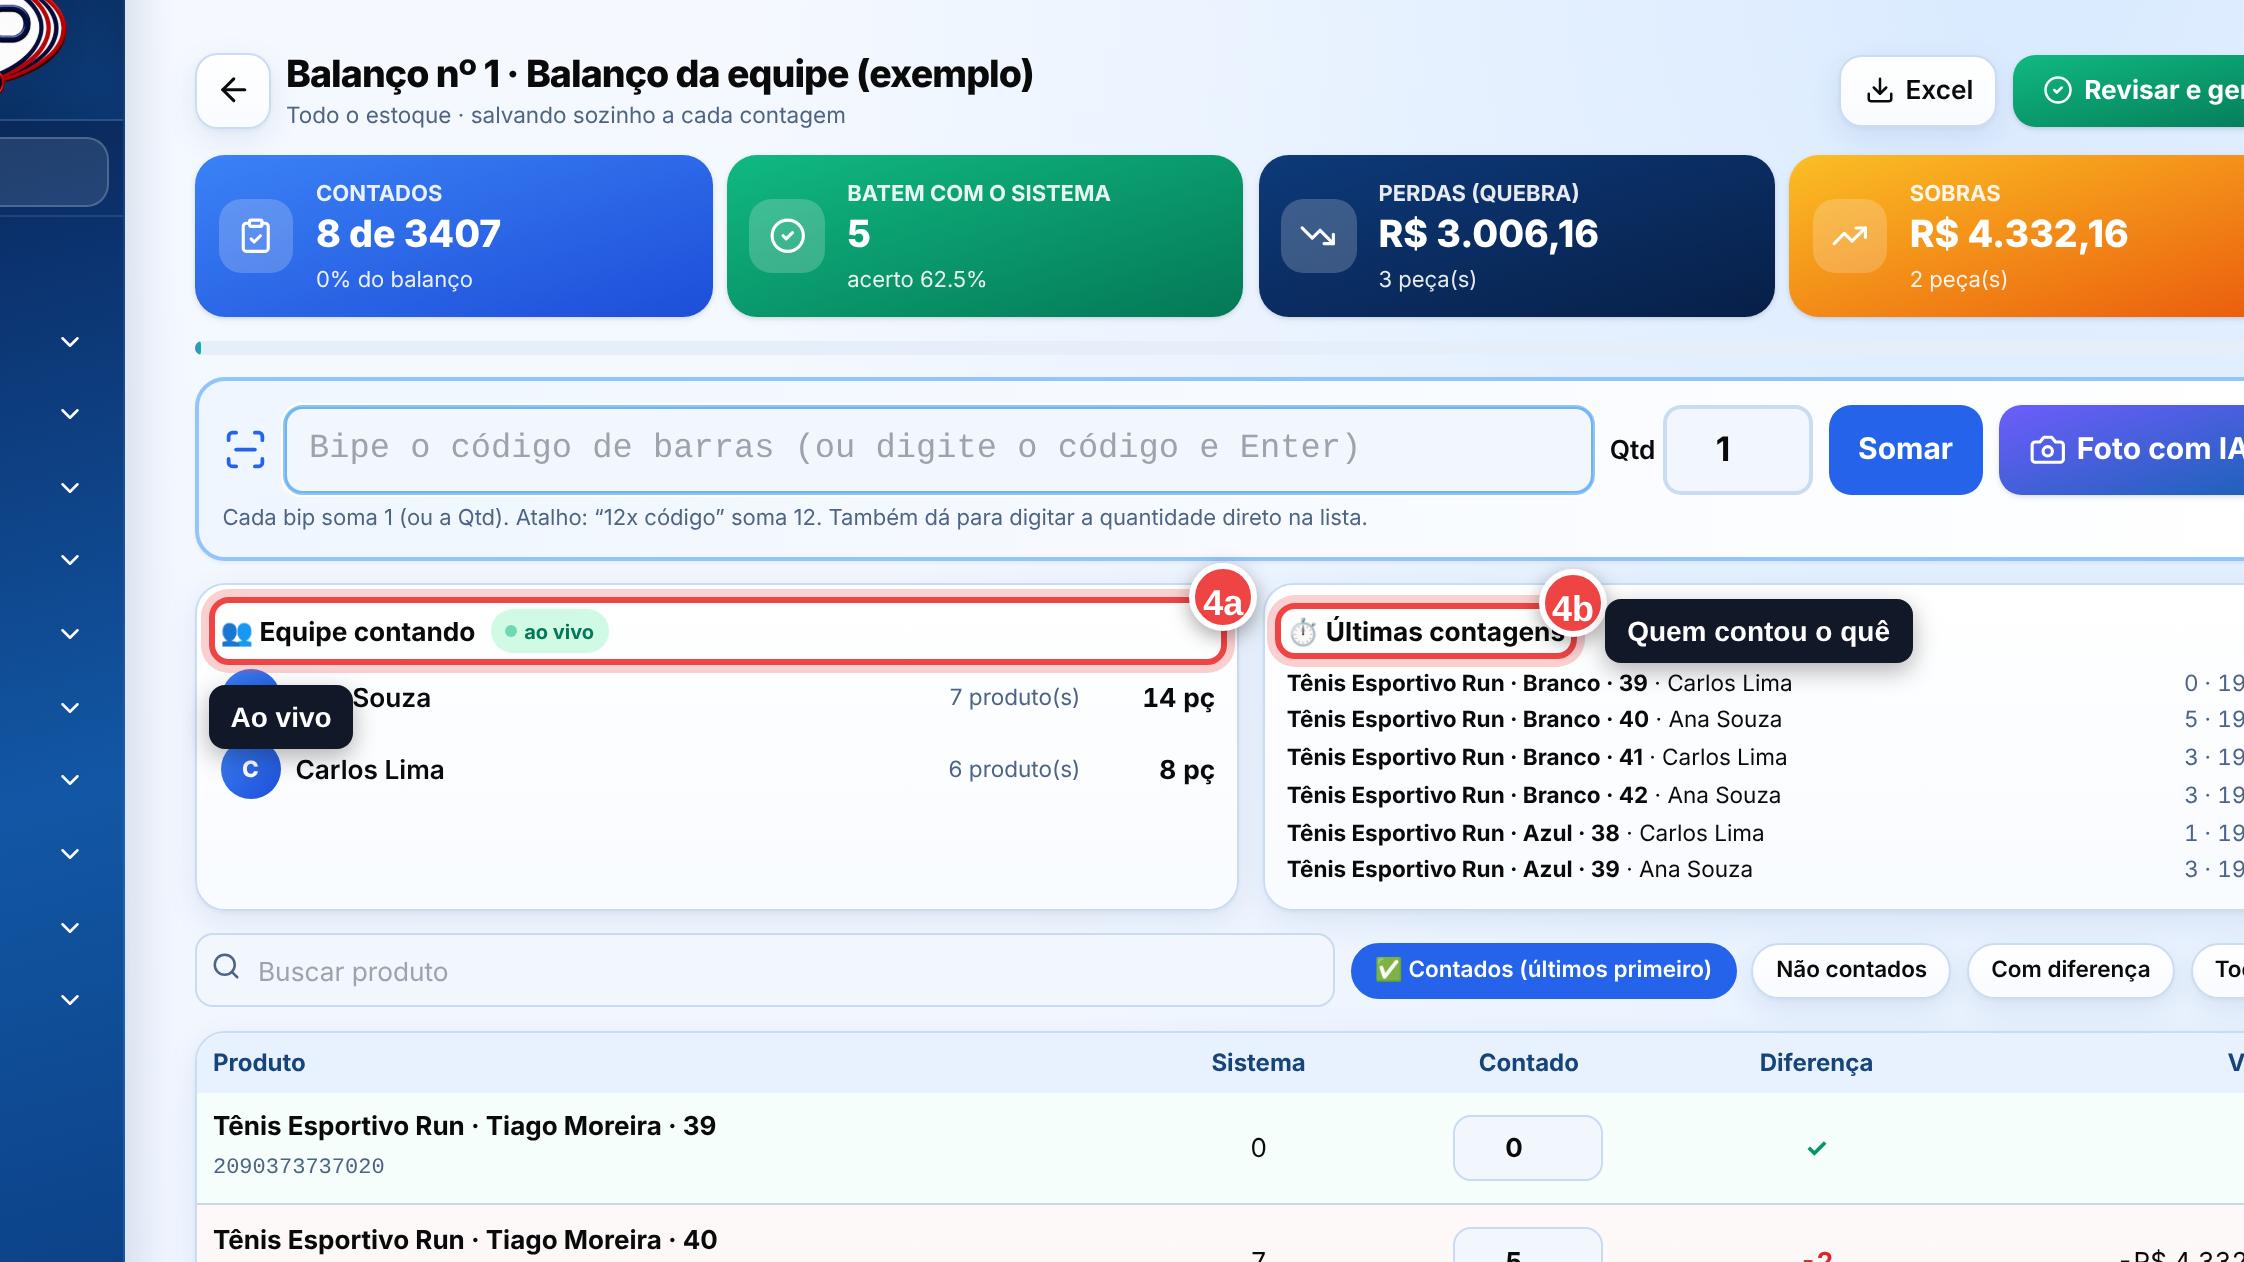 Balanço nº 1 · Balanço da equipe (exemplo)
Todo o estoque · salvando sozinho a cada contagem
Excel
Revisar e
CONTADOS
8 de 3407
0% do balanço
BATEM COM O SISTEMA
5
acerto 62.5%
PERDAS (QUEBRA)
R$ 3.006,16
3 peça(s)
SOBRAS
R$ 4.332,16
2 peça(s)
Bipe o código de barras (ou digite o código e Enter)
Qtd
1
Somar
Foto com IA
Cada bip soma 1 (ou a Qtd). Atalho: “12x código” soma 12. Também dá para digitar a quantidade direto na lista.
👥 Equipe contando ao vivo
4a
Ao vivo
Souza 7 produto(s) 14 pç
C Carlos Lima 6 produto(s) 8 pç
⏱️ Últimas contagens
4b
Quem contou o quê
Tênis Esportivo Run · Branco · 39 · Carlos Lima 0 · 19
Tênis Esportivo Run · Branco · 40 · Ana Souza 5 · 19
Tênis Esportivo Run · Branco · 41 · Carlos Lima 3 · 19
Tênis Esportivo Run · Branco · 42 · Ana Souza 3 · 19
Tênis Esportivo Run · Azul · 38 · Carlos Lima 1 · 19
Tênis Esportivo Run · Azul · 39 · Ana Souza 3 · 19
Buscar produto
✅ Contados (últimos primeiro)
Não contados
Com diferença
Produto Sistema Contado Diferença
Tênis Esportivo Run · Tiago Moreira · 39
2090373737020
0 0 ✓
Tênis Esportivo Run · Tiago Moreira · 40
7 5 -2